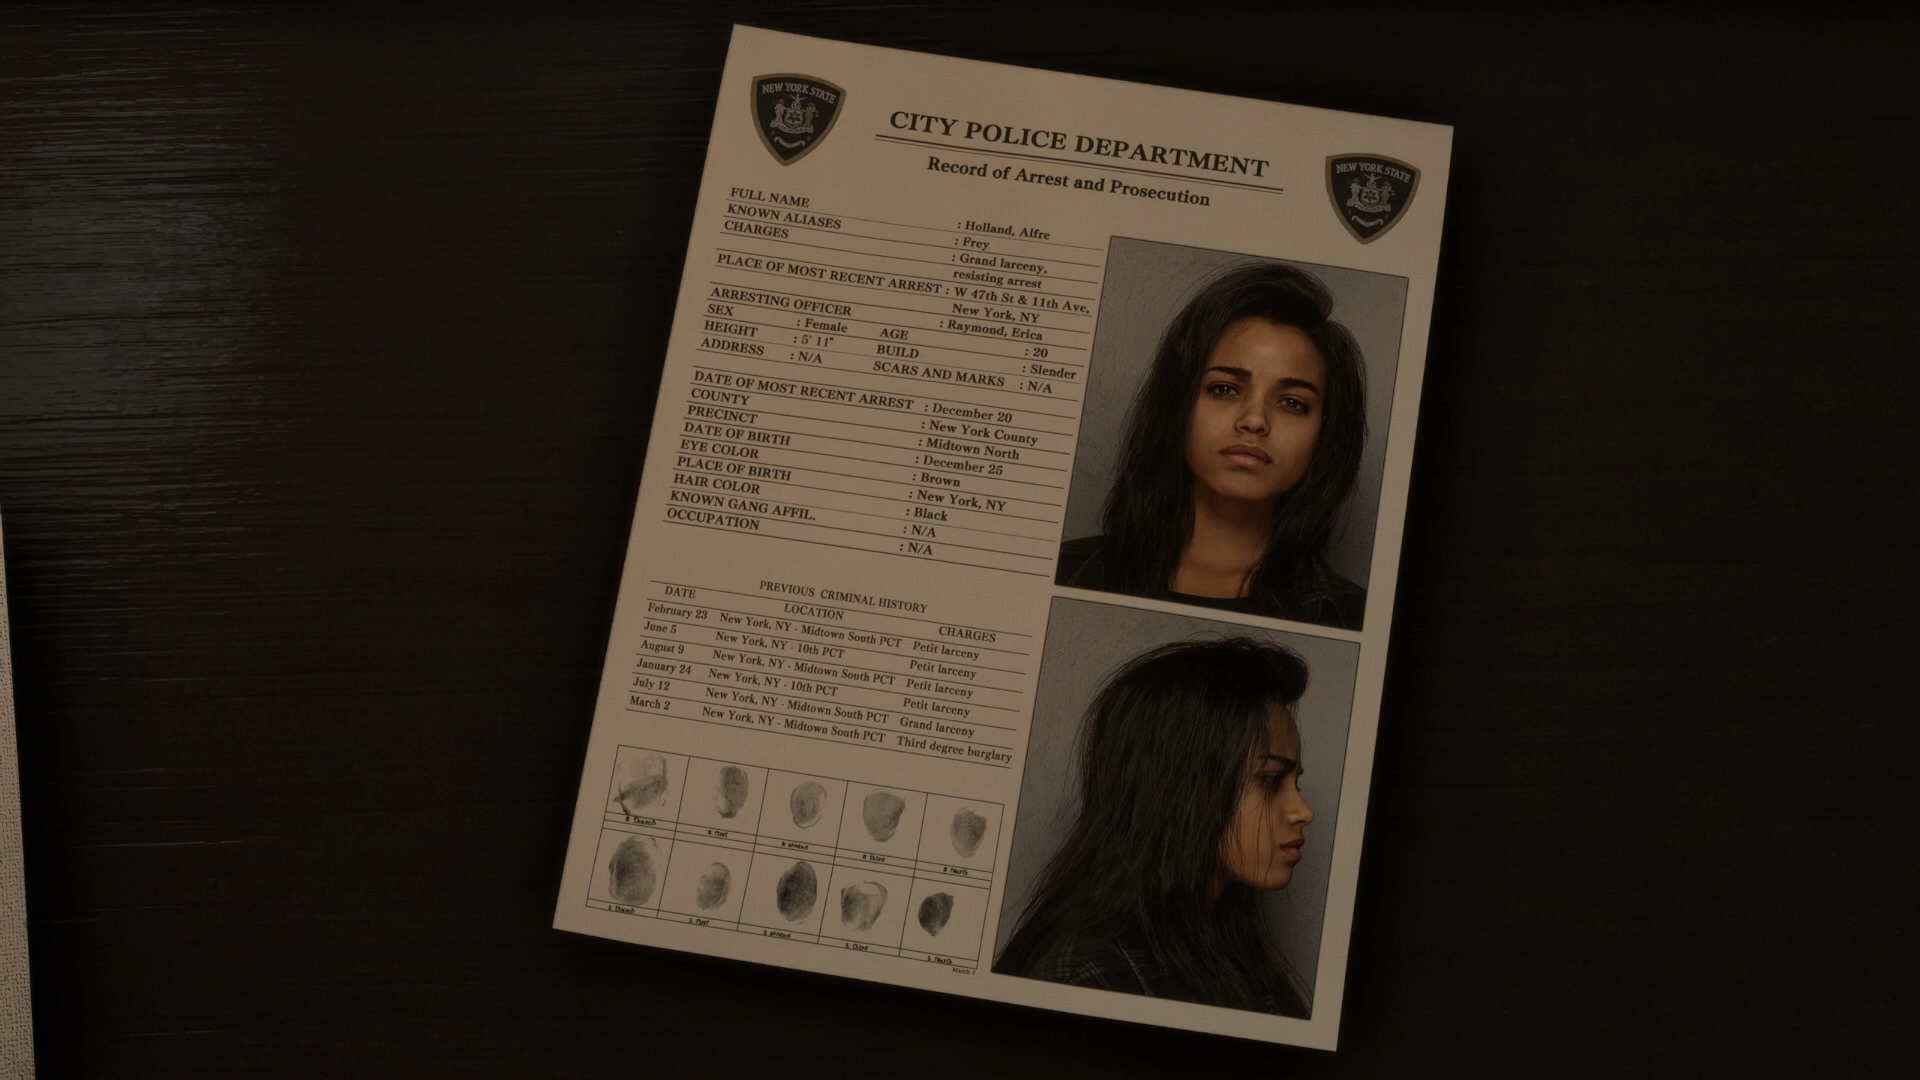 NEW YORK STATE
CITY POLICE DEPARTMENT
Record of Arrest and Prosecution
NEW YORK STATE
FULL NAME : Holland, Alfre
KNOWN ALIASES : Frey
CHARGES : Grand larceny,
resisting arrest
PLACE OF MOST RECENT ARREST : W 47th St & 11th Ave,
New York, NY
ARRESTING OFFICER : Raymond, Erica
SEX : Female AGE : 20
HEIGHT : 5' 11" BUILD : Slender
ADDRESS : N/A SCARS AND MARKS : N/A
DATE OF MOST RECENT ARREST : December 20
COUNTY : New York County
PRECINCT : Midtown North
DATE OF BIRTH : December 25
EYE COLOR : Brown
PLACE OF BIRTH : New York, NY
HAIR COLOR : Black
KNOWN GANG AFFIL. : N/A
OCCUPATION : N/A
PREVIOUS CRIMINAL HISTORY
DATE LOCATION CHARGES
February 23 New York, NY - Midtown South PCT Petit larceny
June 5 New York, NY - 10th PCT Petit larceny
August 9 New York, NY - Midtown South PCT Petit larceny
January 24 New York, NY - 10th PCT Petit larceny
July 12 New York, NY - Midtown South PCT Grand larceny
March 2 New York, NY - Midtown South PCT Third degree burglary
March